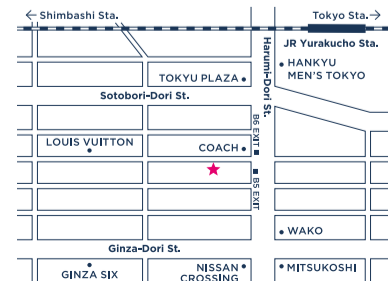 ← Shimbashi Sta.
Tokyo Sta. →
JR Yurakucho Sta.
Harumi-Dori St.
HANKYU
MEN'S TOKYO
TOKYU PLAZA
Sotobori-Dori St.
B6 EXIT
LOUIS VUITTON
COACH
B5 EXIT
WAKO
Ginza-Dori St.
GINZA SIX
NISSAN
CROSSING
MITSUKOSHI